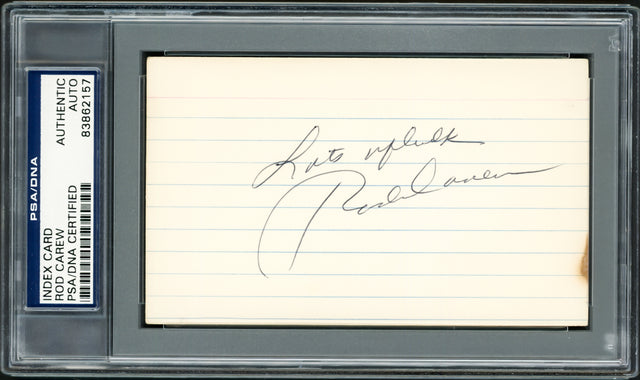 PSA/DNA
INDEX CARD
ROD CAREW
PSA/DNA CERTIFIED
AUTHENTIC
AUTO
83862157
Lots of luck
Rod Carew